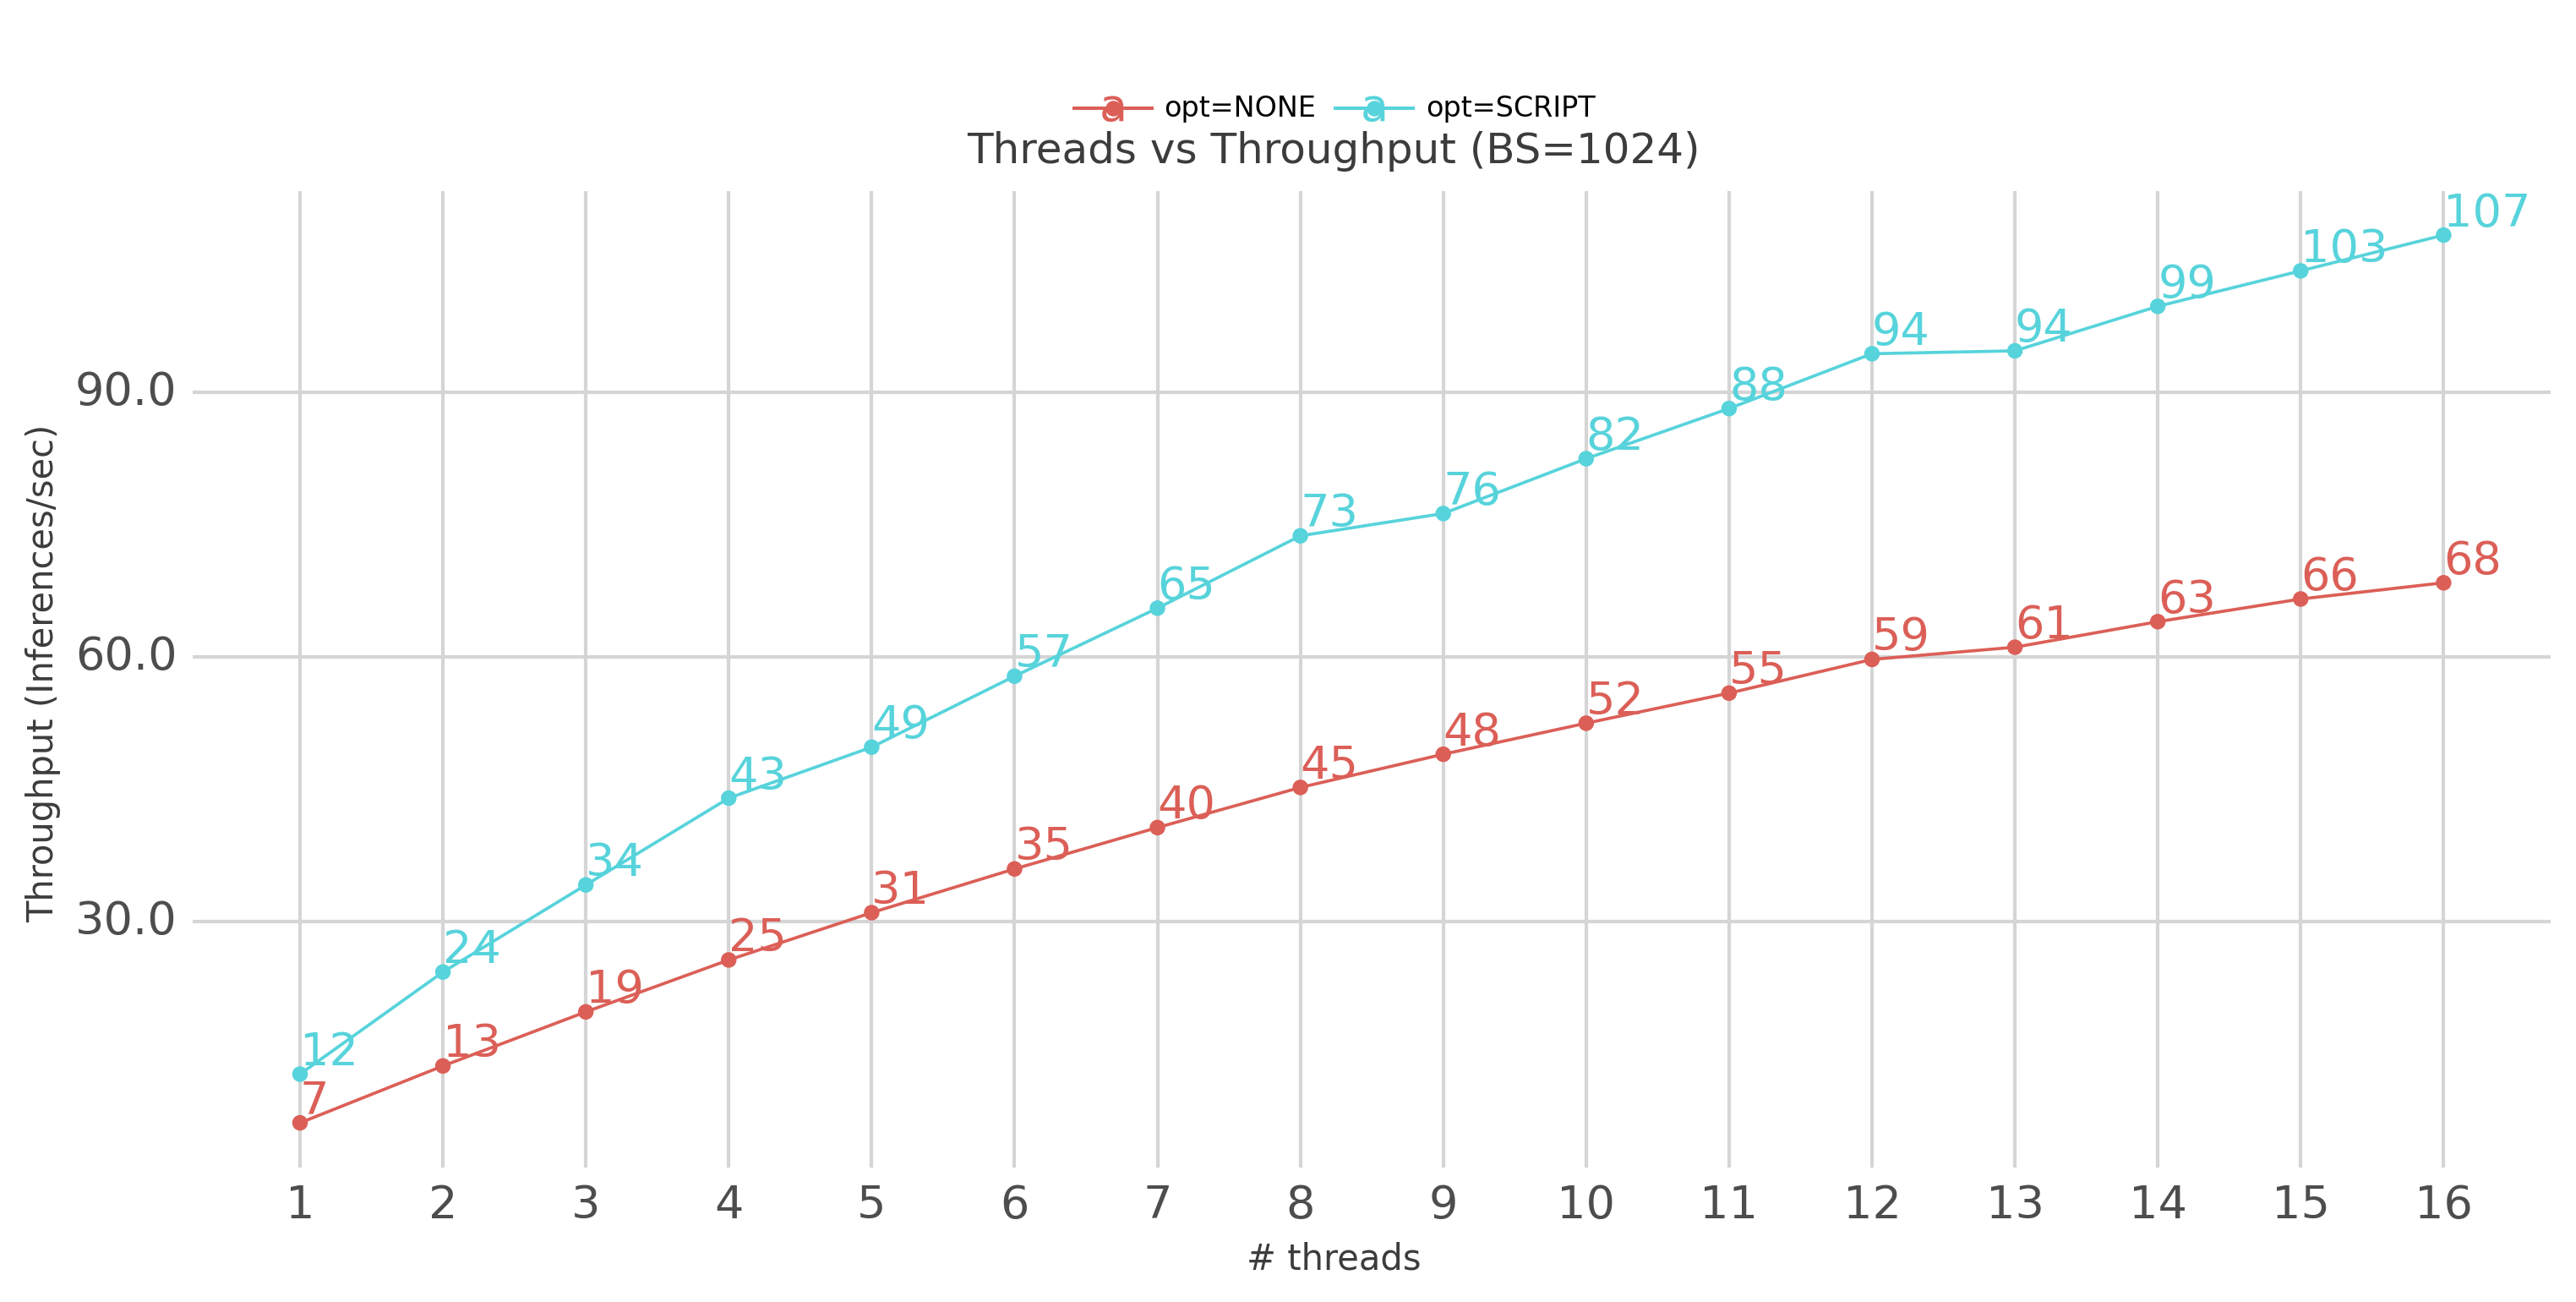 a opt=NONE a opt=SCRIPT
Threads vs Throughput (BS=1024)
Throughput (Inferences/sec)
90.0
60.0
30.0
12 24 34 43 49 57 65 73 76 82 88 94 94 99 103 107
7 13 19 25 31 35 40 45 48 52 55 59 61 63 66 68
1 2 3 4 5 6 7 8 9 10 11 12 13 14 15 16
# threads